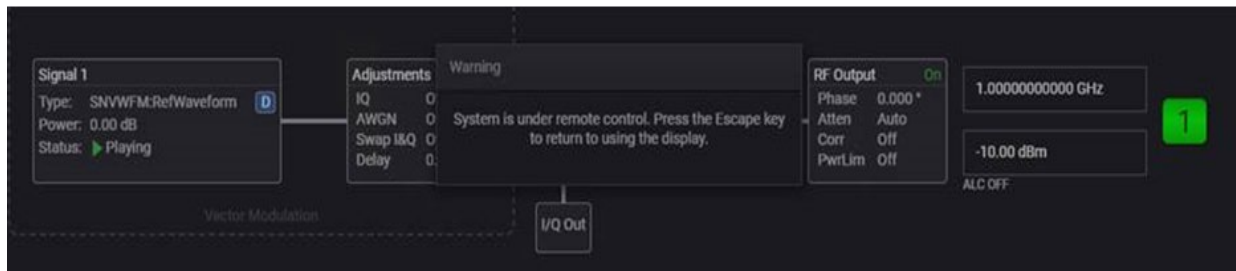 Signal 1
Type: SNVWFM:RefWaveform D
Power: 0.00 dB
Status: Playing
Adjustments
IQ O
AWGN O
Swap I&Q O
Delay 0.
Warning
System is under remote control. Press the Escape key
to return to using the display.
RF Output On
Phase 0.000 °
Atten Auto
Corr Off
PwrLim Off
1.00000000000 GHz
-10.00 dBm
ALC OFF
1
Vector Modulation
I/Q Out